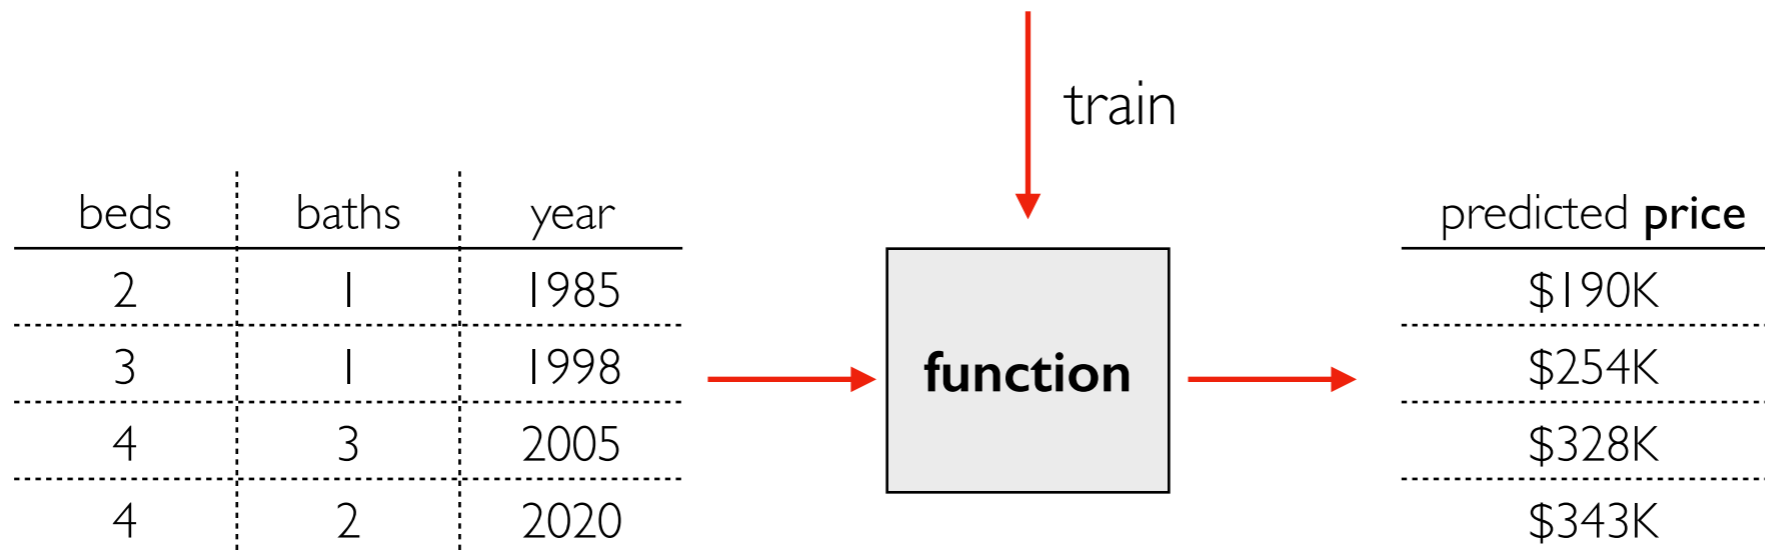 train
beds baths year
2 1 1985
3 1 1998
4 3 2005
4 2 2020
function
predicted price
$190K
$254K
$328K
$343K